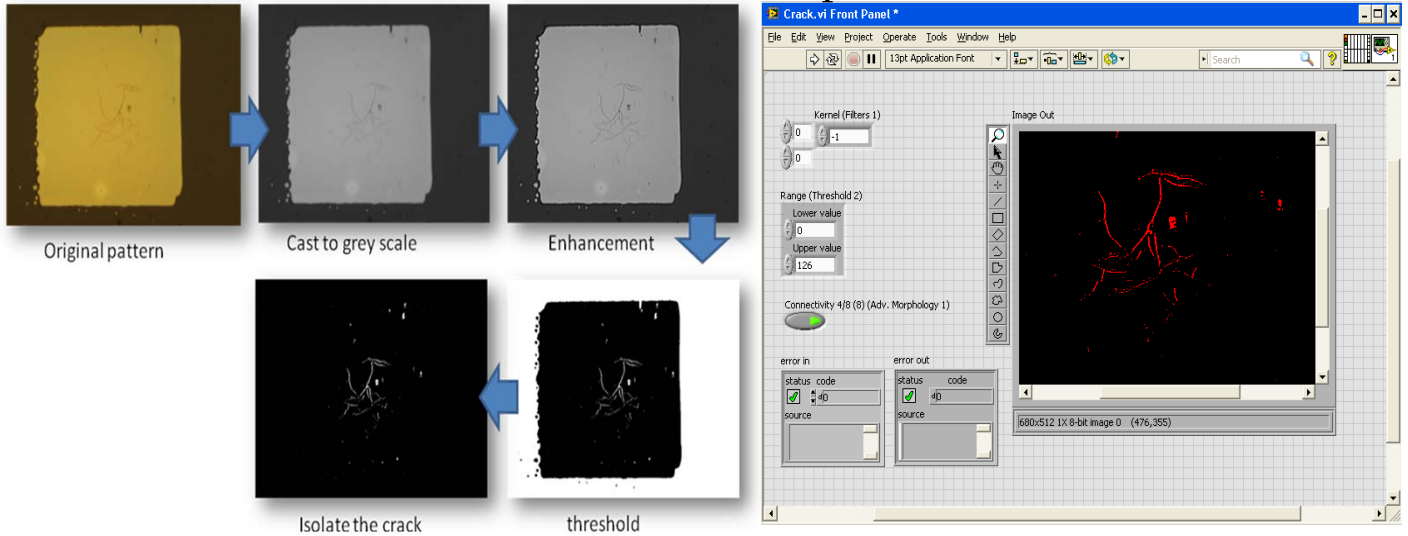 Original pattern
Cast to grey scale
Enhancement
Isolate the crack
threshold
Crack.vi Front Panel *
File Edit View Project Operate Tools Window Help
13pt Application Font
Search
1
Kernel (Filters 1)
0
-1
0
Range (Threshold 2)
Lower value
0
Upper value
126
Connectivity 4/8 (8) (Adv. Morphology 1)
error in
status code
d0
source
error out
status code
d0
source
Image Out
680x512 1X 8-bit image 0 (476,355)